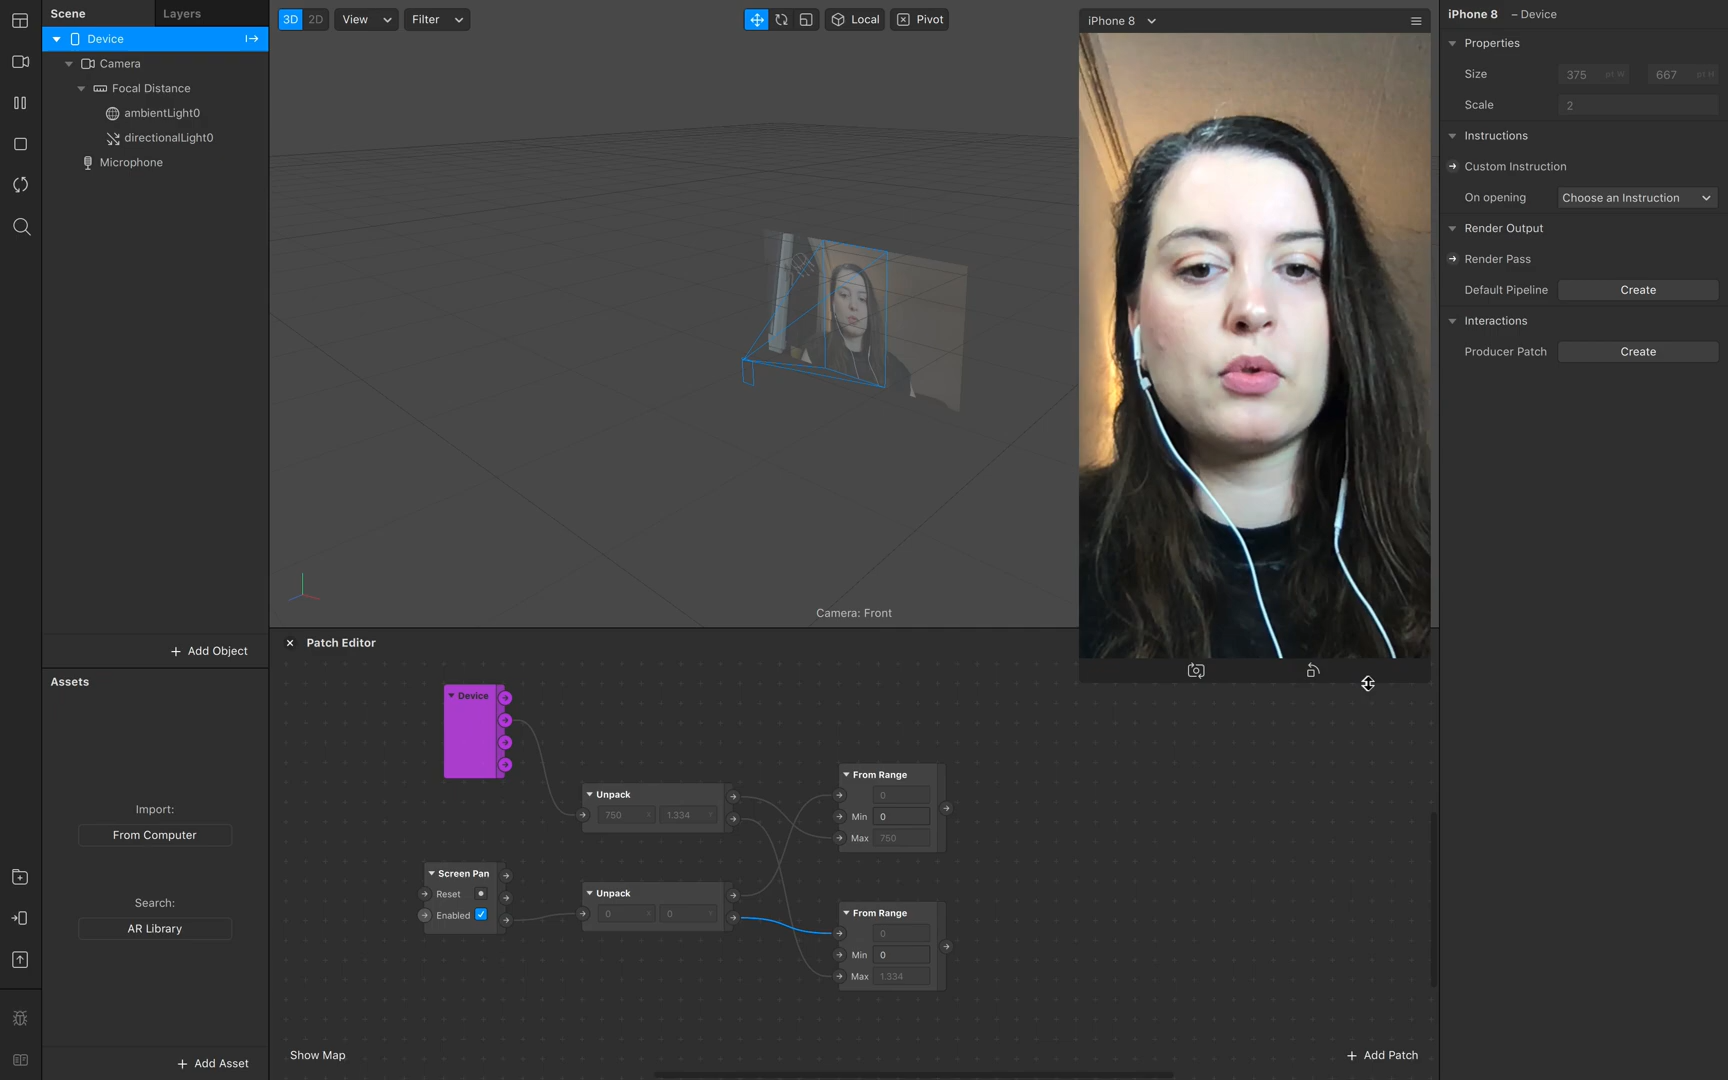 Scene
Layers
Device
Camera
Focal Distance
ambientLight0
directionalLight0
Microphone
+ Add Object
Assets
Import:
From Computer
Search:
AR Library
+ Add Asset
3D
2D
View
Filter
Local
Pivot
Camera: Front
iPhone 8
Patch Editor
Device
Screen Pan
Reset
Enabled
Unpack
750
1.334
Unpack
0
0
From Range
0
Min 0
Max 750
From Range
0
Min 0
Max 1.334
Show Map
+ Add Patch
iPhone 8 – Device
Properties
Size 375 pt W 667 pt H
Scale 2
Instructions
Custom Instruction
On opening Choose an Instruction
Render Output
Render Pass
Default Pipeline Create
Interactions
Producer Patch Create